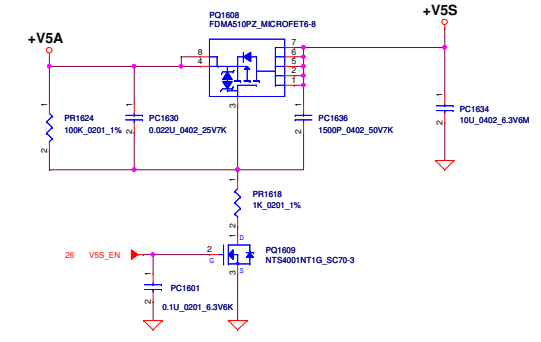 +V5S
PQ1608
FDMA510PZ_MICROFET6-8
+V5A
8
4
7
6
5
2
1
3
1
PR1624
100K_0201_1%
2
1
PC1630
0.022U_0402_25V7K
2
1
PC1636
1500P_0402_50V7K
2
1
PC1634
10U_0402_6.3V6M
2
1
PR1618
1K_0201_1%
2
1
D
PQ1609
NTS4001NT1G_SC70-3
26 V5S_EN
2
G
3
S
1
PC1601
0.1U_0201_6.3V6K
2